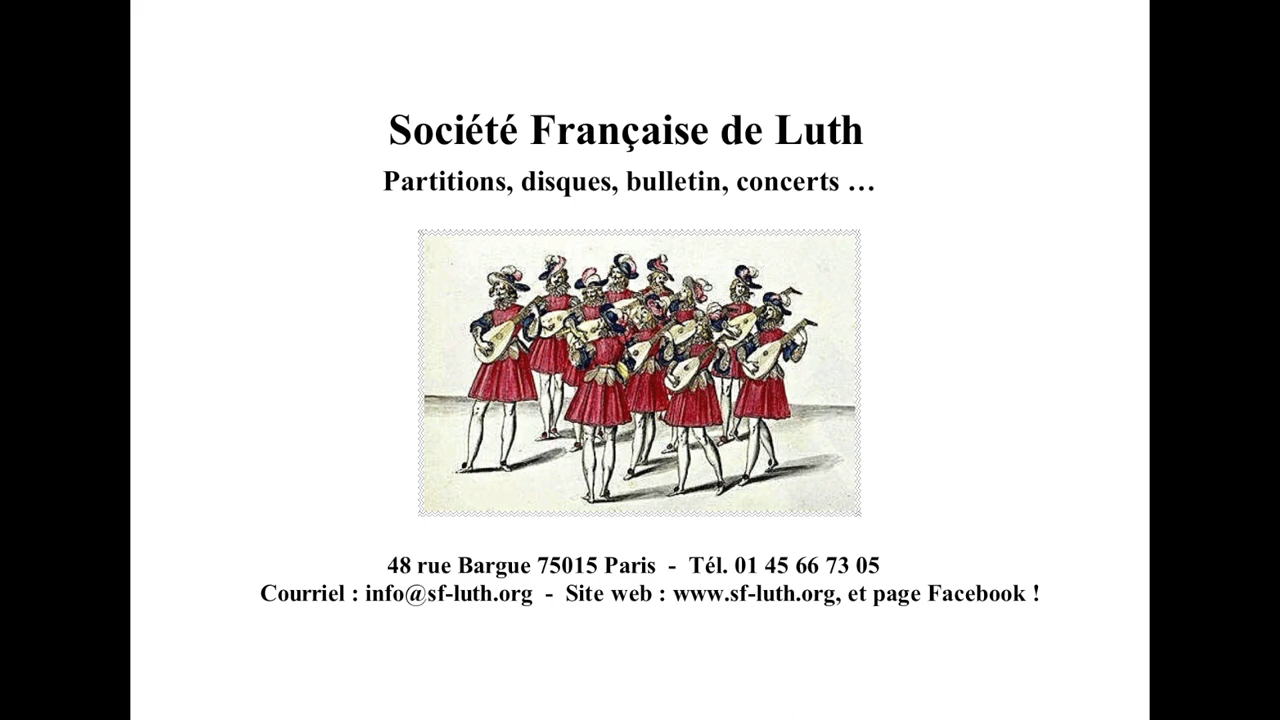 Société Française de Luth
Partitions, disques, bulletin, concerts …
48 rue Bargue 75015 Paris - Tél. 01 45 66 73 05
Courriel : info@sf-luth.org - Site web : www.sf-luth.org, et page Facebook !